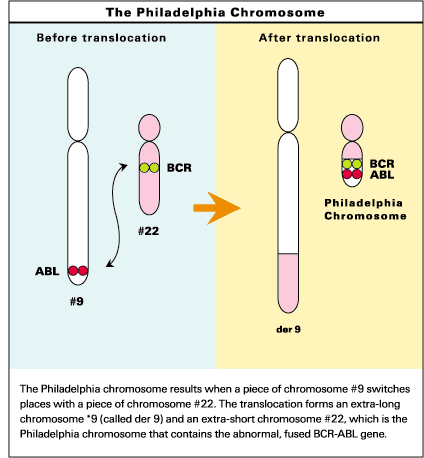 The Philadelphia Chromosome
Before translocation
After translocation
BCR
#22
ABL
#9
BCR
ABL
Philadelphia
Chromosome
der 9
The Philadelphia chromosome results when a piece of chromosome #9 switches
places with a piece of chromosome #22. The translocation forms an extra-long
chromosome *9 (called der 9) and an extra-short chromosome #22, which is the
Philadelphia chromosome that contains the abnormal, fused BCR-ABL gene.